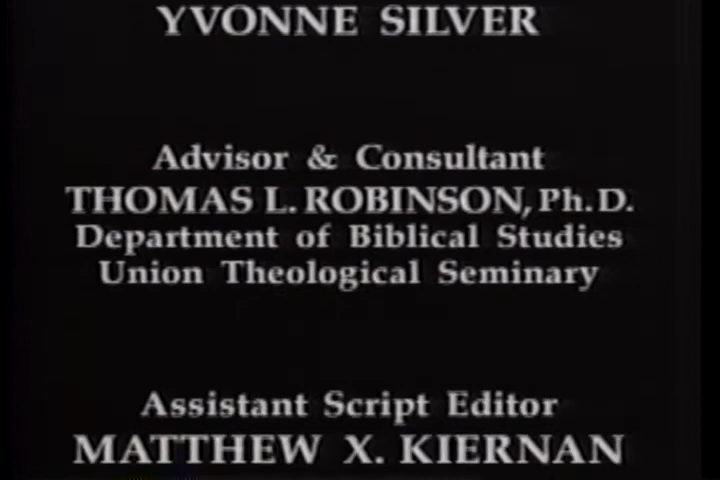 YVONNE SILVER
Advisor & Consultant
THOMAS L. ROBINSON, Ph.D.
Department of Biblical Studies
Union Theological Seminary
Assistant Script Editor
MATTHEW X. KIERNAN